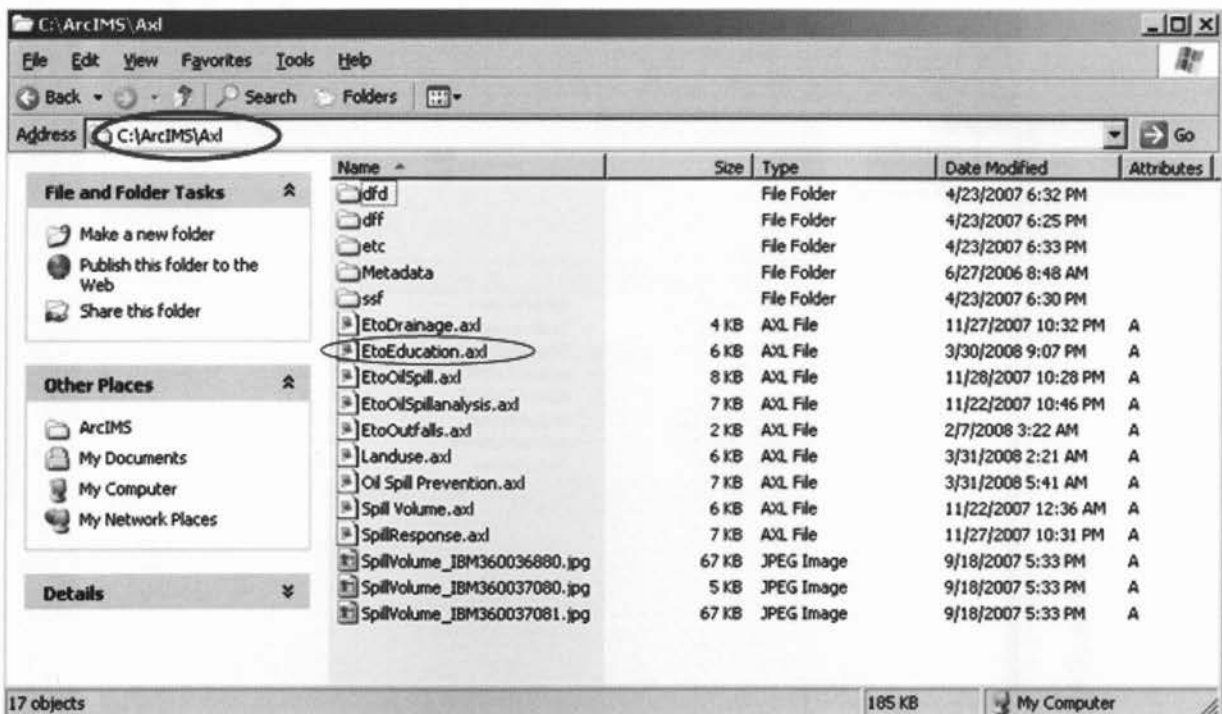 C:\ArcIMS\Axl
File Edit View Favorites Tools Help
Back Search Folders
Address C:\ArcIMS\Axl Go
File and Folder Tasks
Make a new folder
Publish this folder to the
Web
Share this folder
Other Places
ArcIMS
My Documents
My Computer
My Network Places
Details
Name Size Type Date Modified Attributes
dfd File Folder 4/23/2007 6:32 PM
dff File Folder 4/23/2007 6:25 PM
etc File Folder 4/23/2007 6:33 PM
Metadata File Folder 6/27/2006 8:48 AM
ssf File Folder 4/23/2007 6:30 PM
EtoDrainage.axl 4 KB AXL File 11/27/2007 10:32 PM A
EtoEducation.axl 6 KB AXL File 3/30/2008 9:07 PM A
EtoOilSpill.axl 8 KB AXL File 11/28/2007 10:28 PM A
EtoOilSpillanalysis.axl 7 KB AXL File 11/22/2007 10:46 PM A
EtoOutfalls.axl 2 KB AXL File 2/7/2008 3:22 AM A
Landuse.axl 6 KB AXL File 3/31/2008 2:21 AM A
Oil Spill Prevention.axl 7 KB AXL File 3/31/2008 5:41 AM A
Spill Volume.axl 6 KB AXL File 11/22/2007 12:36 AM A
SpillResponse.axl 7 KB AXL File 11/27/2007 10:31 PM A
SpillVolume_IBM360036880.jpg 67 KB JPEG Image 9/18/2007 5:33 PM A
SpillVolume_IBM360037080.jpg 5 KB JPEG Image 9/18/2007 5:33 PM A
SpillVolume_IBM360037081.jpg 67 KB JPEG Image 9/18/2007 5:33 PM A
17 objects 185 KB My Computer